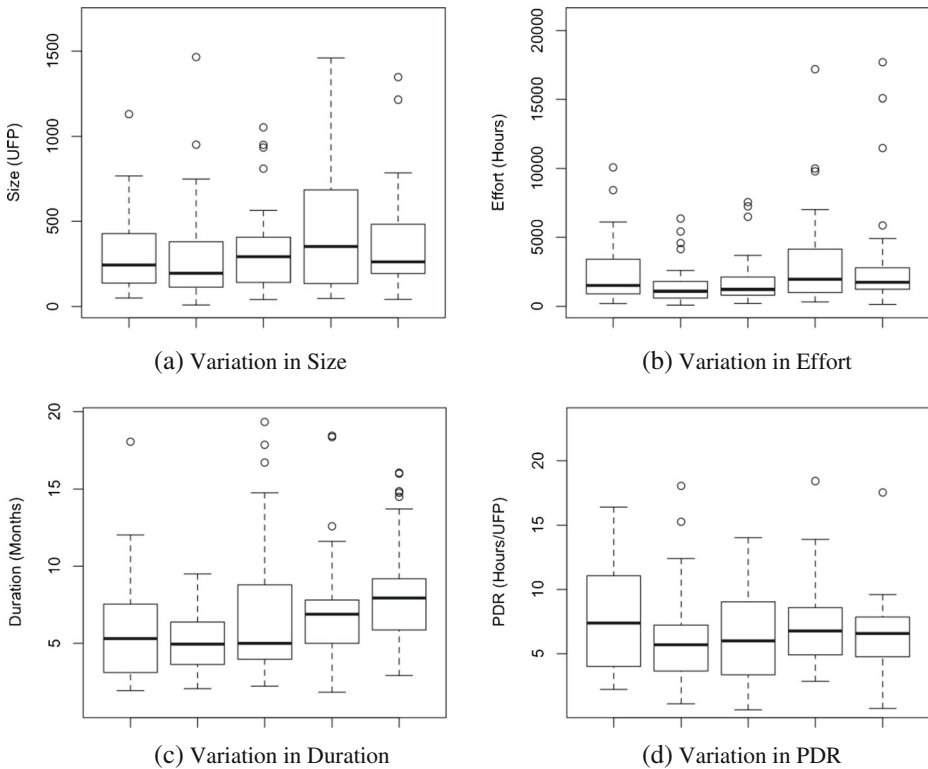 Size (UFP)
1500
1000
500
0
(a) Variation in Size
Effort (Hours)
20000
15000
10000
5000
0
(b) Variation in Effort
Duration (Months)
20
15
10
5
(c) Variation in Duration
PDR (Hours/UFP)
20
15
10
5
(d) Variation in PDR